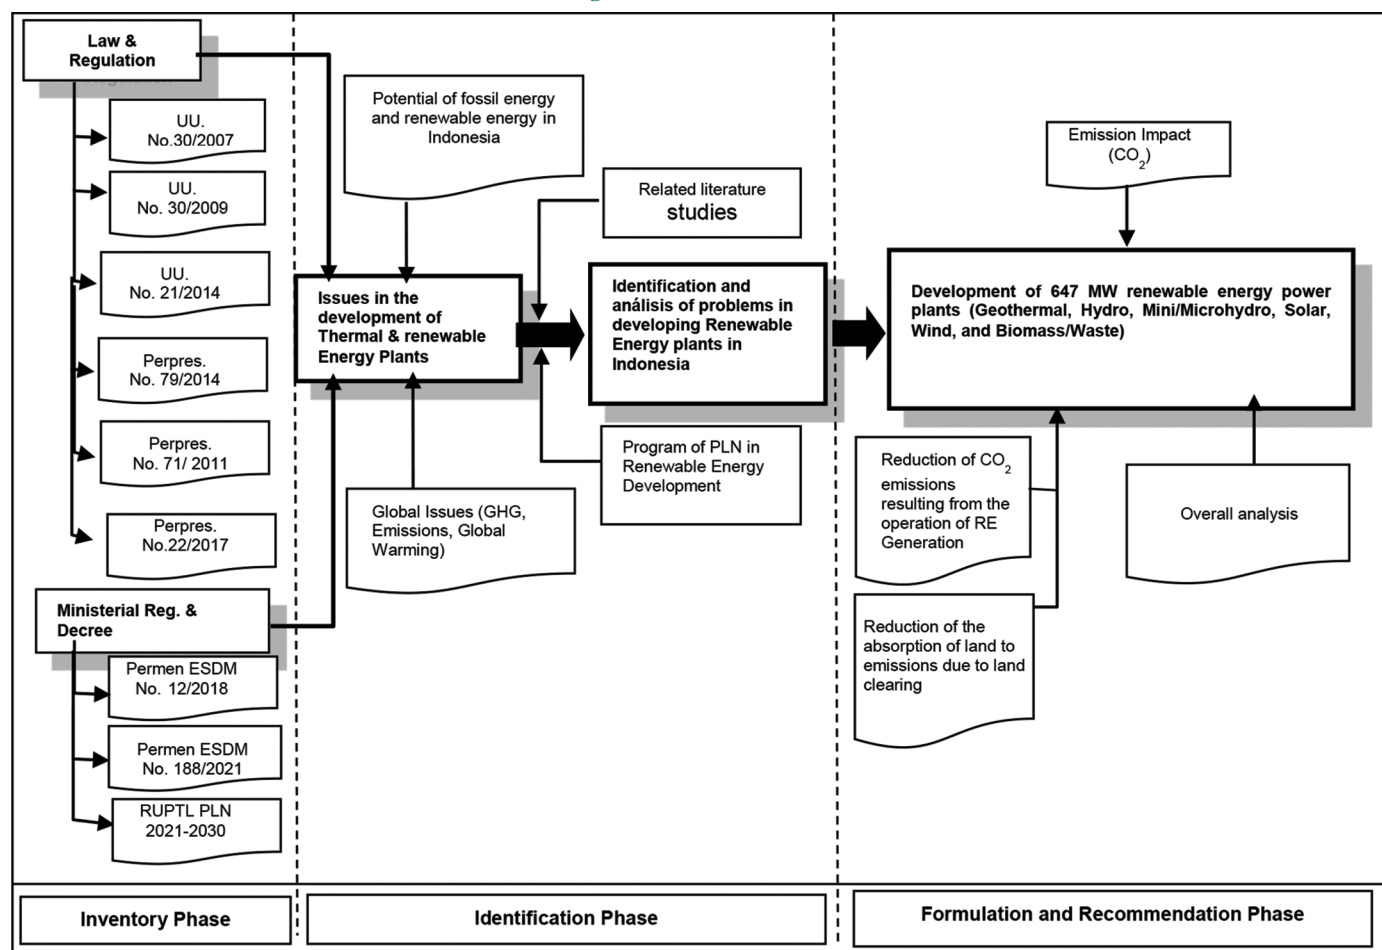 Law &
Regulation
UU.
No.30/2007
UU.
No. 30/2009
UU.
No. 21/2014
Perpres.
No. 79/2014
Perpres.
No. 71/ 2011
Perpres.
No.22/2017
Ministerial Reg. &
Decree
Permen ESDM
No. 12/2018
Permen ESDM
No. 188/2021
RUPTL PLN
2021-2030
Inventory Phase
Potential of fossil energy
and renewable energy in
Indonesia
Related literature
studies
Issues in the
development of
Thermal & renewable
Energy Plants
Identification and
análisis of problems in
developing Renewable
Energy plants in
Indonesia
Global Issues (GHG,
Emissions, Global
Warming)
Program of PLN in
Renewable Energy
Development
Identification Phase
Emission Impact
(CO2)
Development of 647 MW renewable energy power
plants (Geothermal, Hydro, Mini/Microhydro, Solar,
Wind, and Biomass/Waste)
Reduction of CO2
emissions
resulting from the
operation of RE
Generation
Overall analysis
Reduction of the
absorption of land to
emissions due to land
clearing
Formulation and Recommendation Phase